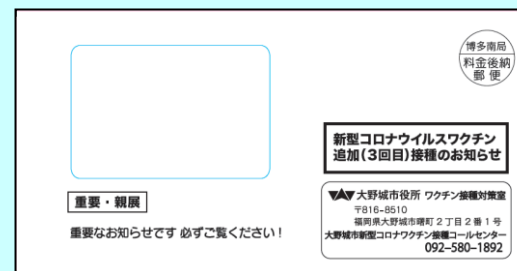 博多南局
料金後納
郵便
新型コロナウイルスワクチン
追加(3回目)接種のお知らせ
重要・親展
重要なお知らせです 必ずご覧ください！
大野城市役所 ワクチン接種対策室
〒816-8510
福岡県大野城市曙町２丁目２番１号
大野城市新型コロナワクチン接種コールセンター
092-580-1892